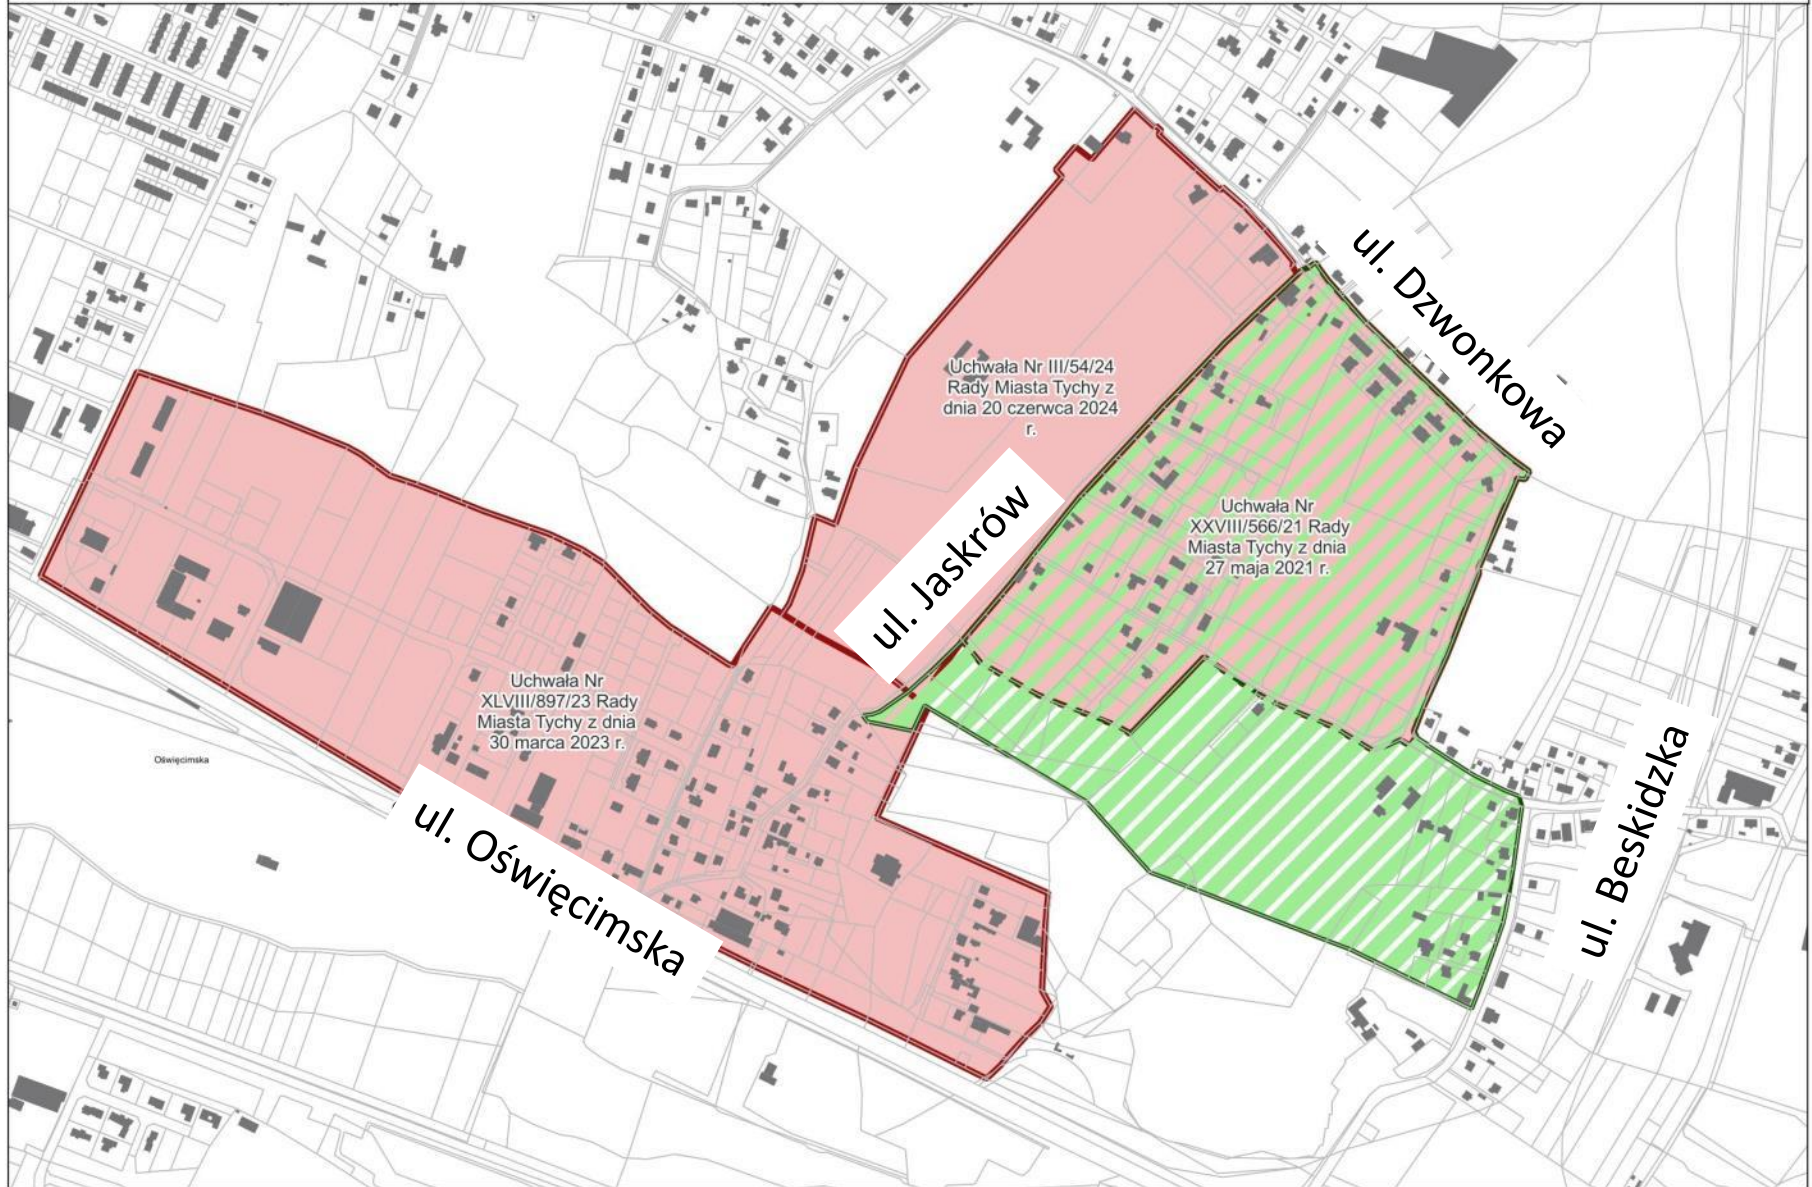 ul. Dzwonkowa
Uchwała Nr III/54/24
Rady Miasta Tychy z
dnia 20 czerwca 2024
r.
ul. Jaskrów
Uchwała Nr
XXVIII/566/21 Rady
Miasta Tychy z dnia
27 maja 2021 r.
Uchwała Nr
XLVIII/897/23 Rady
Miasta Tychy z dnia
30 marca 2023 r.
Oświęcimska
ul. Oświęcimska
ul. Beskidzka